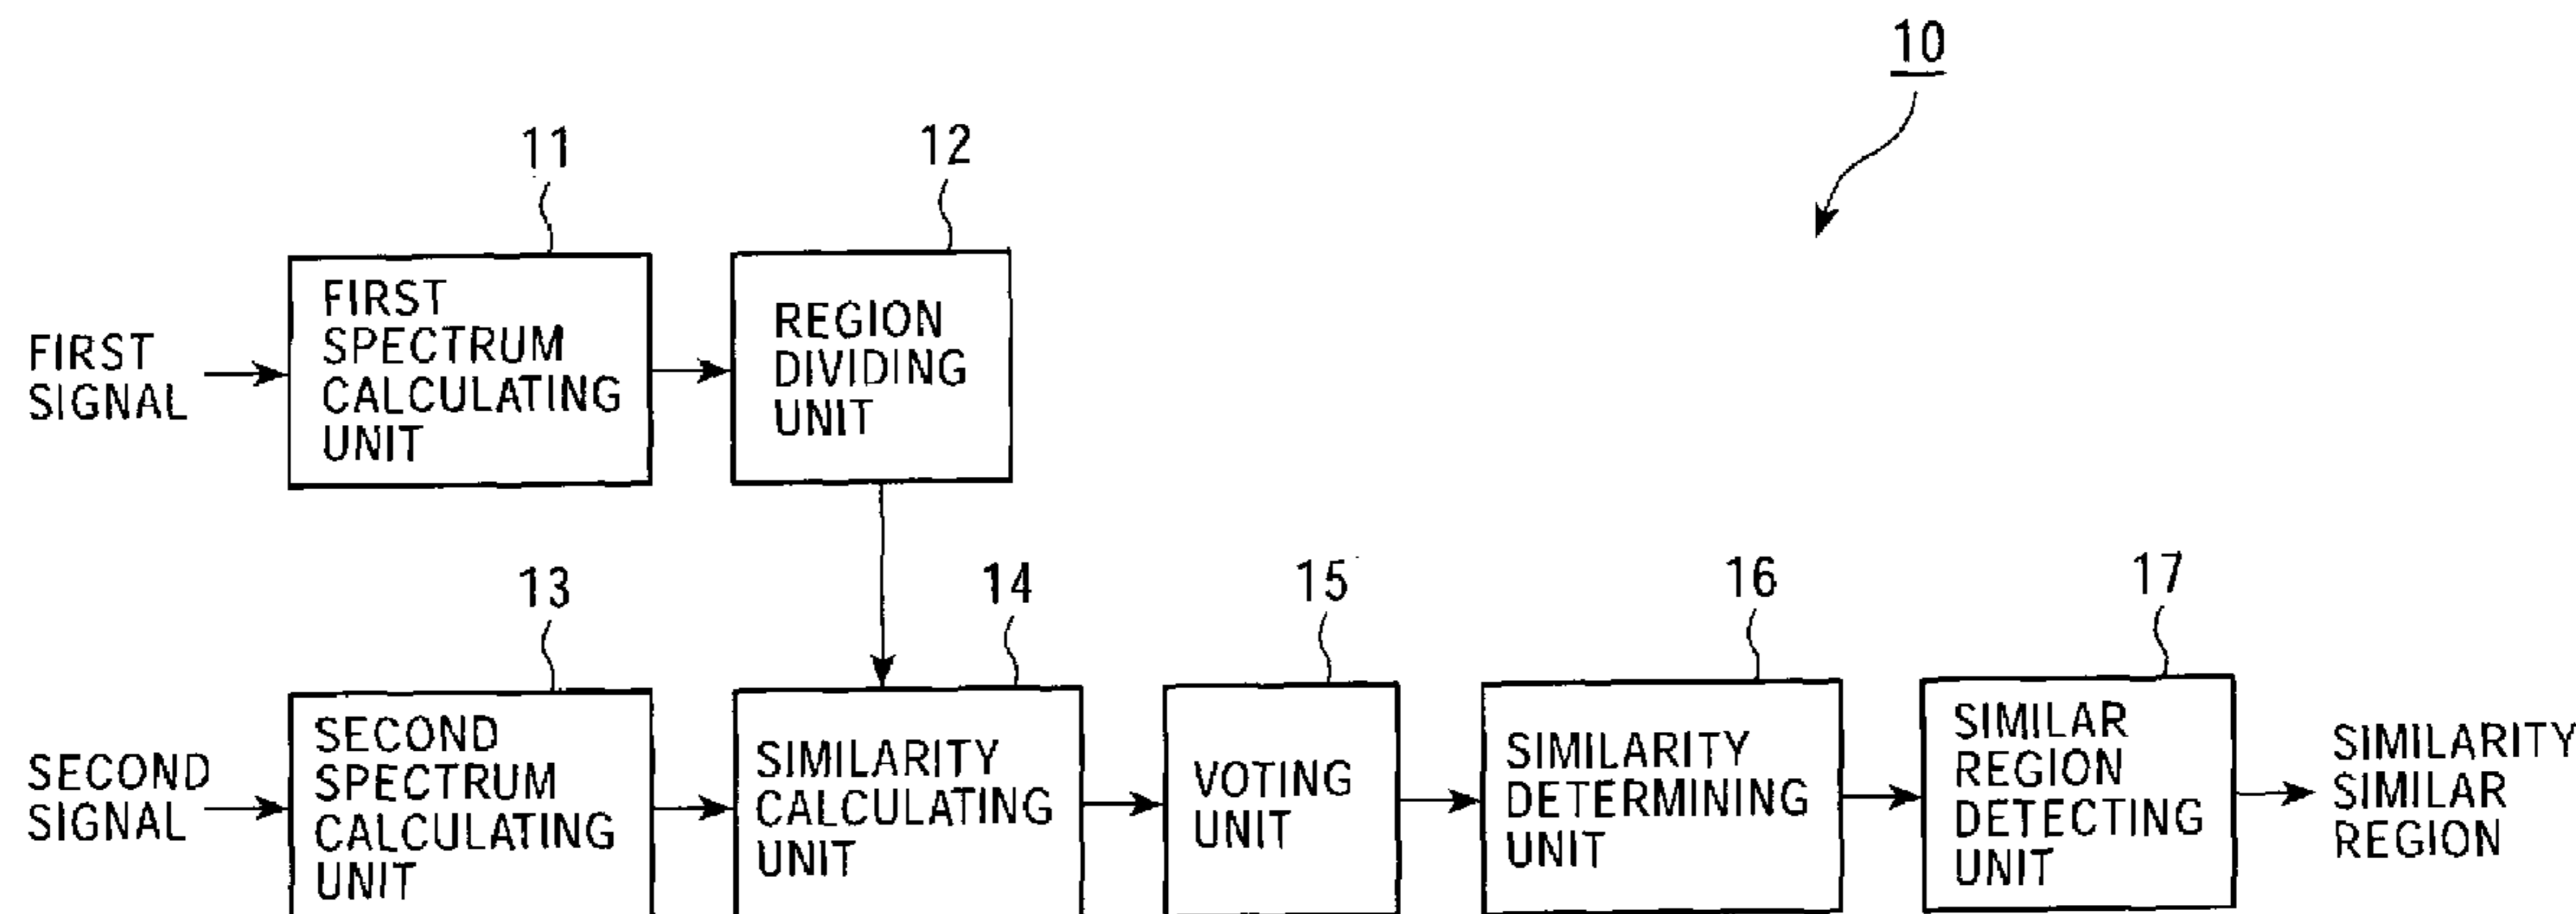 10
11
12
FIRST
SIGNAL
FIRST
SPECTRUM
CALCULATING
UNIT
REGION
DIVIDING
UNIT
13
14
15
16
17
SECOND
SIGNAL
SECOND
SPECTRUM
CALCULATING
UNIT
SIMILARITY
CALCULATING
UNIT
VOTING
UNIT
SIMILARITY
DETERMINING
UNIT
SIMILAR
REGION
DETECTING
UNIT
SIMILARITY
SIMILAR
REGION